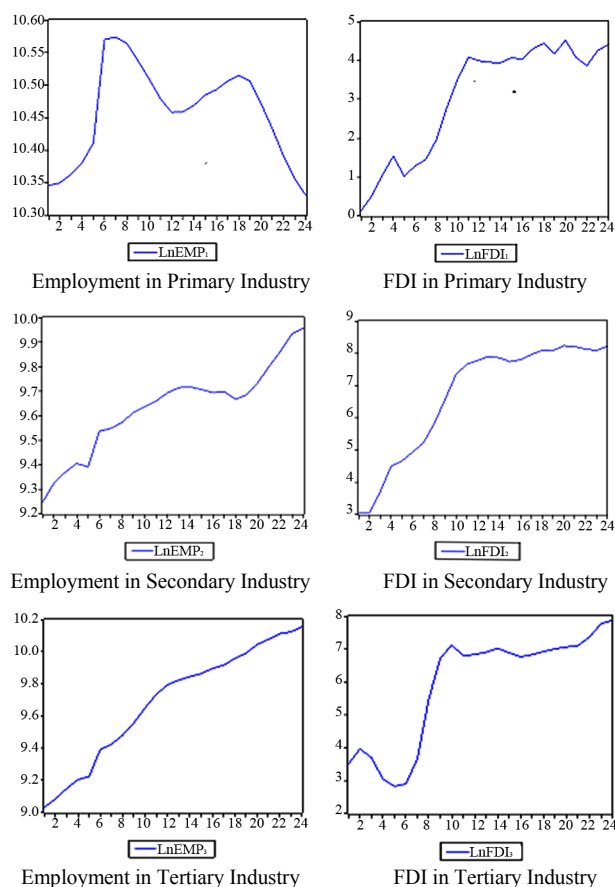 10.60
10.55
10.50
10.45
10.40
10.35
10.30
2 4 6 8 10 12 14 16 18 20 22 24
LnEMP₁
Employment in Primary Industry
5
4
3
2
1
0
2 4 6 8 10 12 14 16 18 20 22 24
LnFDI₁
FDI in Primary Industry
10.0
9.9
9.8
9.7
9.6
9.5
9.4
9.3
9.2
2 4 6 8 10 12 14 16 18 20 22 24
LnEMP₂
Employment in Secondary Industry
9
8
7
6
5
4
3
2 4 6 8 10 12 14 16 18 20 22 24
LnFDI₂
FDI in Secondary Industry
10.2
10.0
9.8
9.6
9.4
9.2
9.0
2 4 6 8 10 12 14 16 18 20 22 24
LnEMP₃
Employment in Tertiary Industry
8
7
6
5
4
3
2
2 4 6 8 10 12 14 16 18 20 22 24
LnFDI₃
FDI in Tertiary Industry